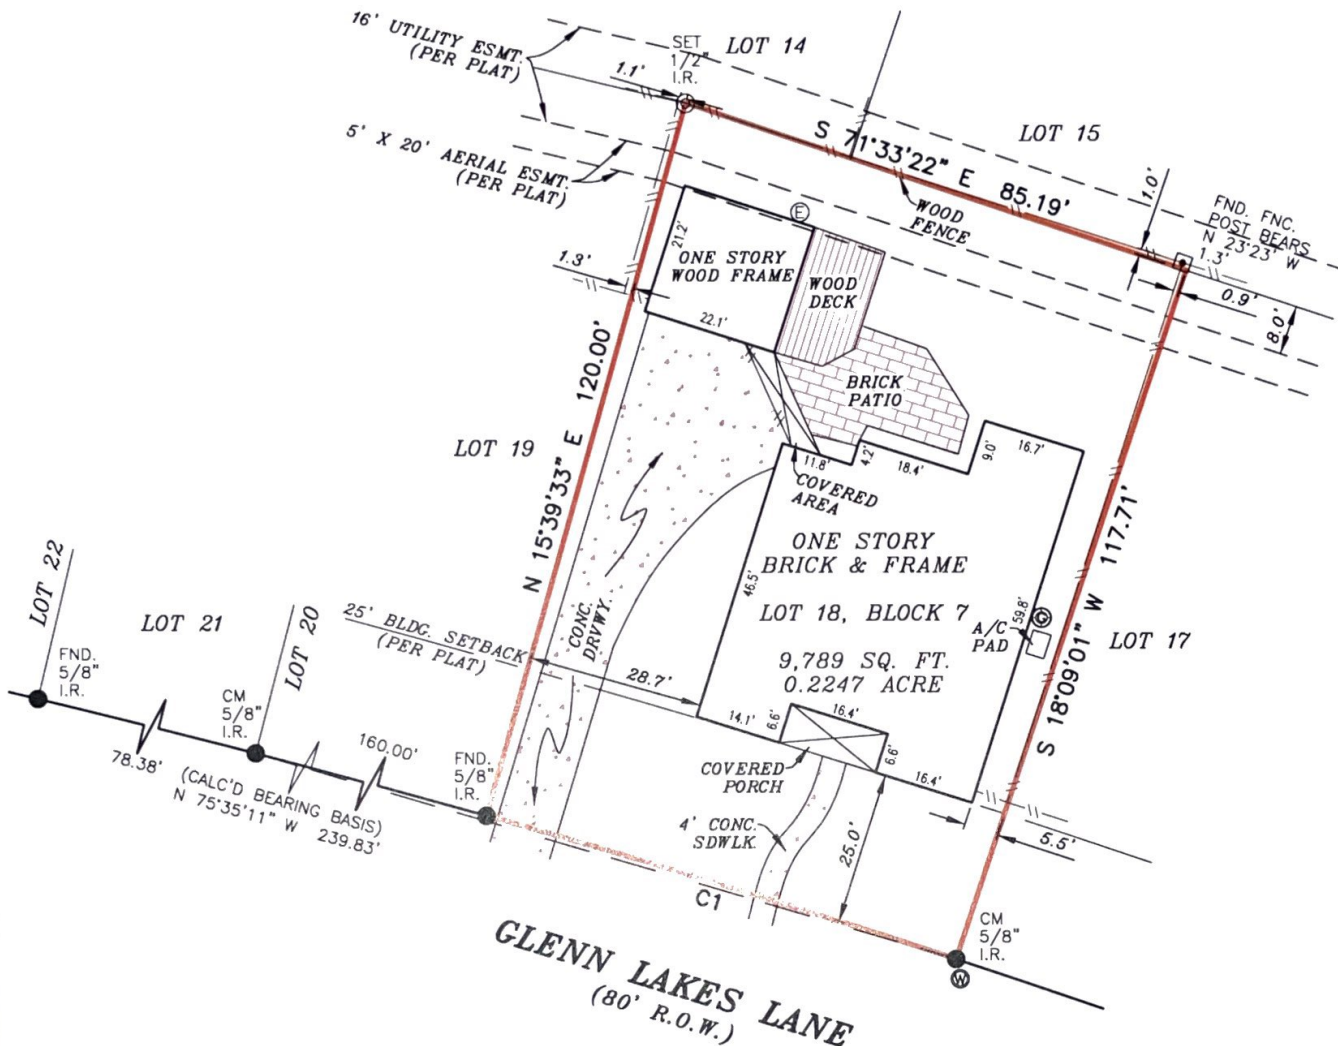 16' UTILITY ESMT.
(PER PLAT)
SET
1/2"
I.R.
LOT 14
1.1'
5' X 20' AERIAL ESMT.
(PER PLAT)
S 71°33'22" E 85.19'
LOT 15
1.0'
WOOD
FENCE
FND. FNC.
POST BEARS
N 23°23' W
1.3'
0.9'
8.0'
E
21.2'
ONE STORY
WOOD FRAME
WOOD
DECK
1.3'
22.1'
BRICK
PATIO
N 15°39'33" E 120.00'
LOT 19
11.8'
4.2'
18.4'
9.0'
16.7'
COVERED
AREA
ONE STORY
BRICK & FRAME
46.5'
LOT 18, BLOCK 7
9,789 SQ. FT.
0.2247 ACRE
59.8'
G
A/C
PAD
S 18°09'01" W 117.71'
LOT 17
LOT 22
LOT 21
LOT 20
25' BLDG. SETBACK
(PER PLAT)
CONC.
DRVWY.
28.7'
14.1'
6.6'
16.4'
6.6'
16.4'
COVERED
PORCH
FND.
5/8"
I.R.
CM
5/8"
I.R.
FND.
5/8"
I.R.
78.38'
160.00'
(CALC'D BEARING BASIS)
N 75°35'11" W 239.83'
4' CONC.
SDWLK.
25.0'
5.5'
C1
CM
5/8"
I.R.
W
GLENN LAKES LANE
(80' R.O.W.)